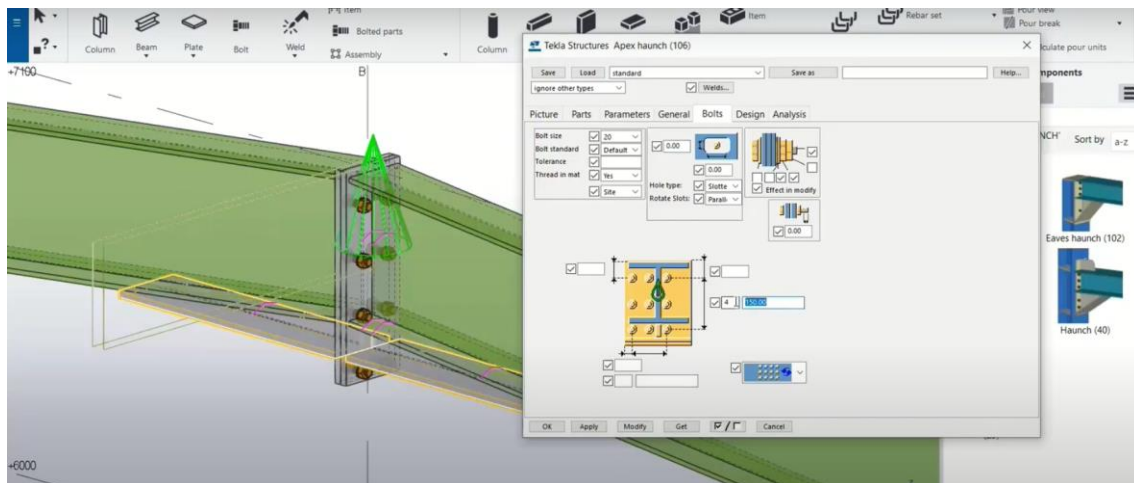 Item
Bolted parts
Column
Beam
Plate
Bolt
Weld
Assembly
Column
Item
Rebar set
Pour view
Pour break
lculate pour units
+7100
B
+6000
Tekla Structures Apex haunch (106)
Save
Load
standard
Save as
Help...
ignore other types
Welds...
Picture
Parts
Parameters
General
Bolts
Design
Analysis
Bolt size
20
Bolt standard
Default
Tolerance
Thread in mat
Yes
Site
0.00
0.00
Hole type:
Slotte
Rotate Slots:
Parall
Effect in modify
0.00
4
150.00
OK
Apply
Modify
Get
Cancel
mponents
NCH'
Sort by
a-z
Eaves haunch (102)
Haunch (40)